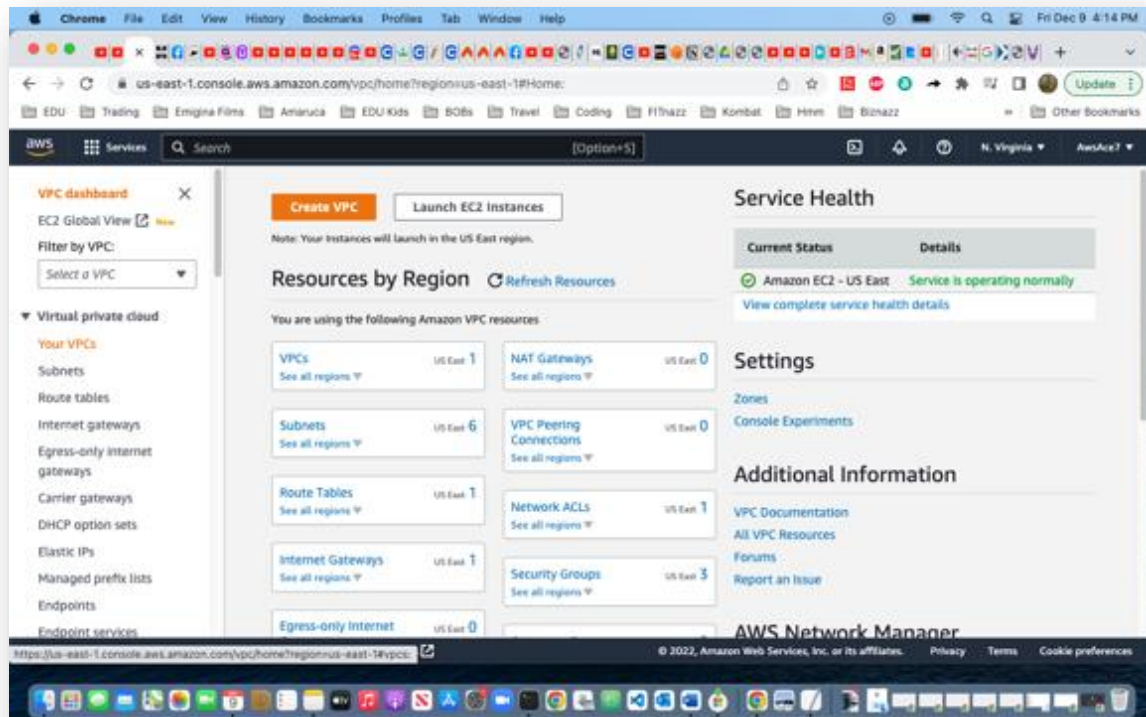 Chrome File Edit View History Bookmarks Profiles Tab Window Help
Fri Dec 9 4:14 PM
us-east-1.console.aws.amazon.com/vpc/home?region=us-east-1#Home:
Update
EDU Trading Emigina Films Amaruca EDU Kids BOBs Travel Coding FITnazz Kombat Hmm Biznazz Other Bookmarks
aws Services Search [Option+S] N. Virginia AwsAce7
VPC dashboard
EC2 Global View New
Filter by VPC:
Select a VPC
Virtual private cloud
Your VPCs
Subnets
Route tables
Internet gateways
Egress-only internet
gateways
Carrier gateways
DHCP option sets
Elastic IPs
Managed prefix lists
Endpoints
Endpoint services
Create VPC Launch EC2 Instances
Note: Your Instances will launch in the US East region.
Resources by Region Refresh Resources
You are using the following Amazon VPC resources
VPCs US East 1
See all regions
Subnets US East 6
See all regions
Route Tables US East 1
See all regions
Internet Gateways US East 1
See all regions
Egress-only Internet US East 0
NAT Gateways US East 0
See all regions
VPC Peering US East 0
Connections
See all regions
Network ACLs US East 1
See all regions
Security Groups US East 3
See all regions
Service Health
Current Status Details
Amazon EC2 - US East Service is operating normally
View complete service health details
Settings
Zones
Console Experiments
Additional Information
VPC Documentation
All VPC Resources
Forums
Report an Issue
AWS Network Manager
https://us-east-1.console.aws.amazon.com/vpc/home?region=us-east-1#vpcs:
© 2022, Amazon Web Services, Inc. or its affiliates. Privacy Terms Cookie preferences